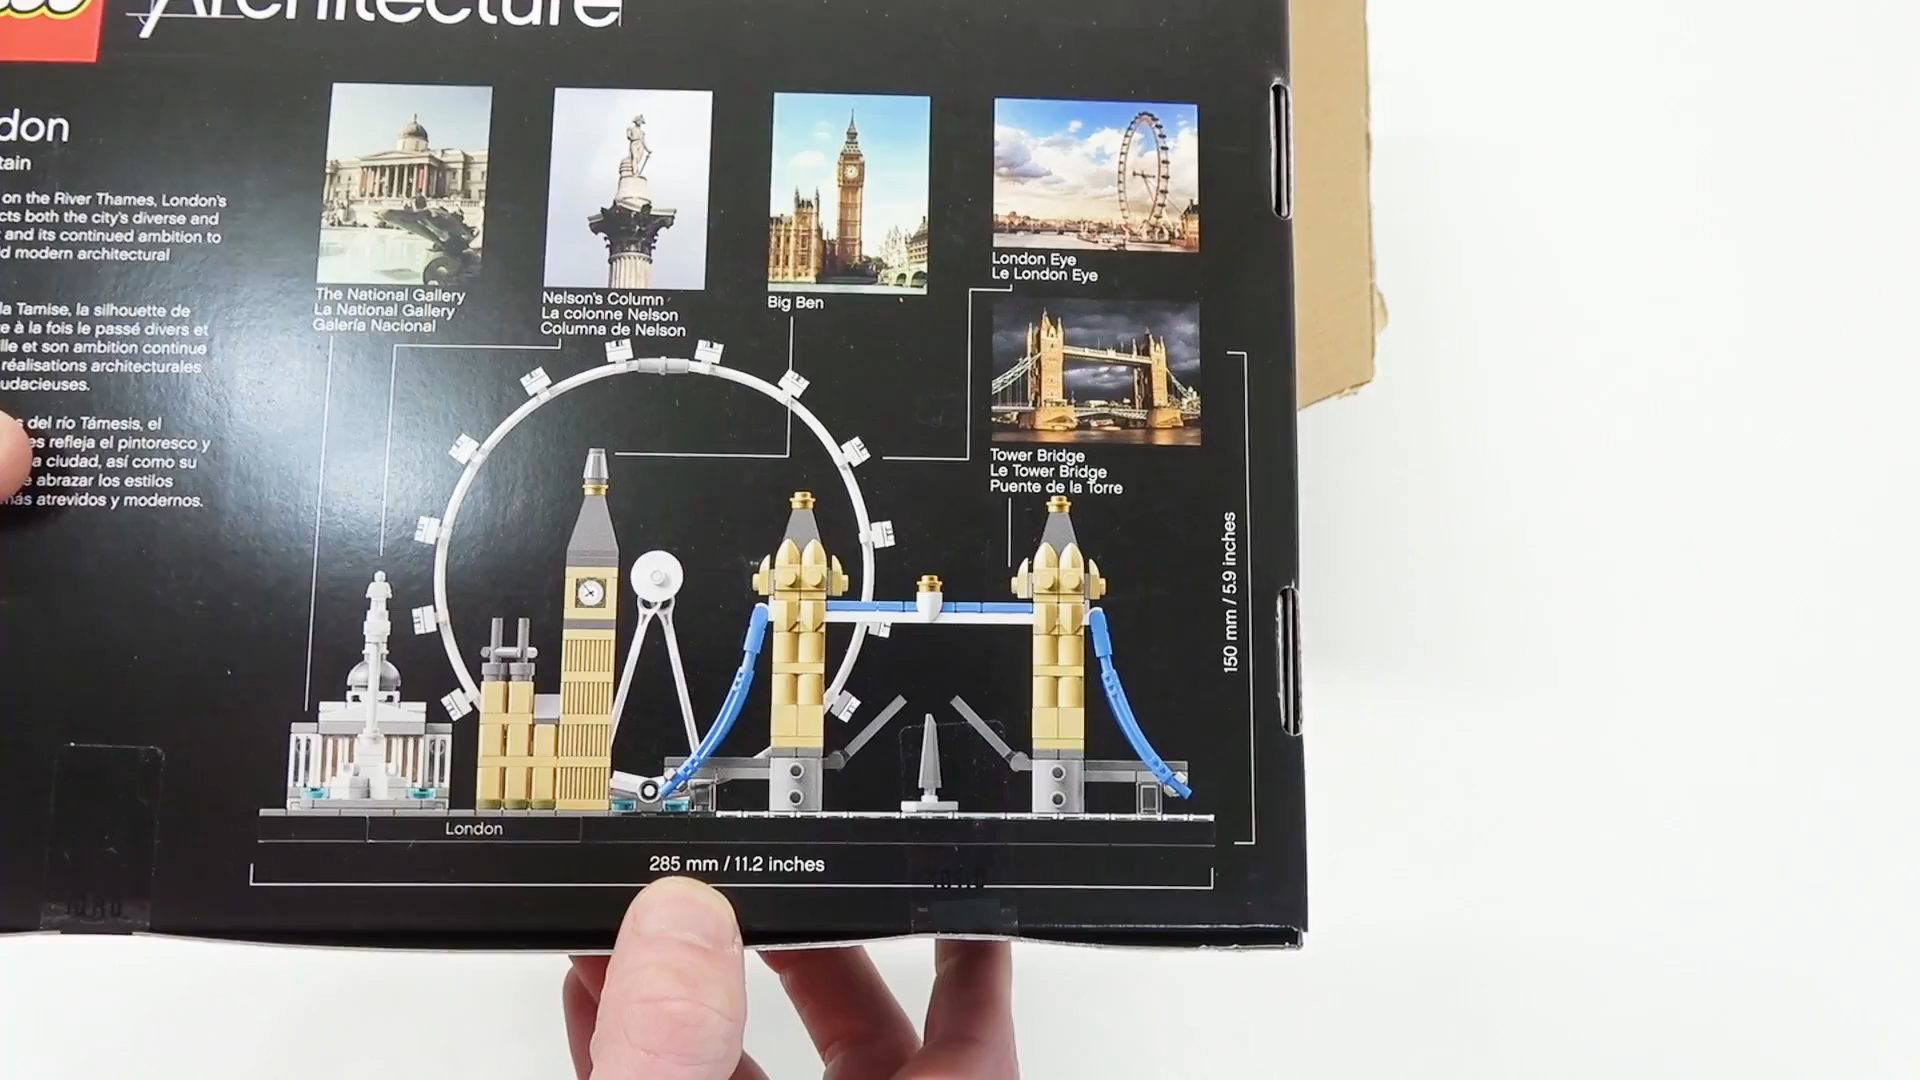 Architecture
don
tain
on the River Thames, London's
cts both the city's diverse and
and its continued ambition to
d modern architectural
la Tamise, la silhouette de
e à la fois le passé divers et
lle et son ambition continue
réalisations architecturales
udacieuses.
s del río Támesis, el
es refleja el pintoresco y
a ciudad, así como su
e abrazar los estilos
más atrevidos y modernos.
The National Gallery
La National Gallery
Galería Nacional
Nelson's Column
La colonne Nelson
Columna de Nelson
Big Ben
London Eye
Le London Eye
Tower Bridge
Le Tower Bridge
Puente de la Torre
150 mm / 5.9 inches
London
285 mm / 11.2 inches